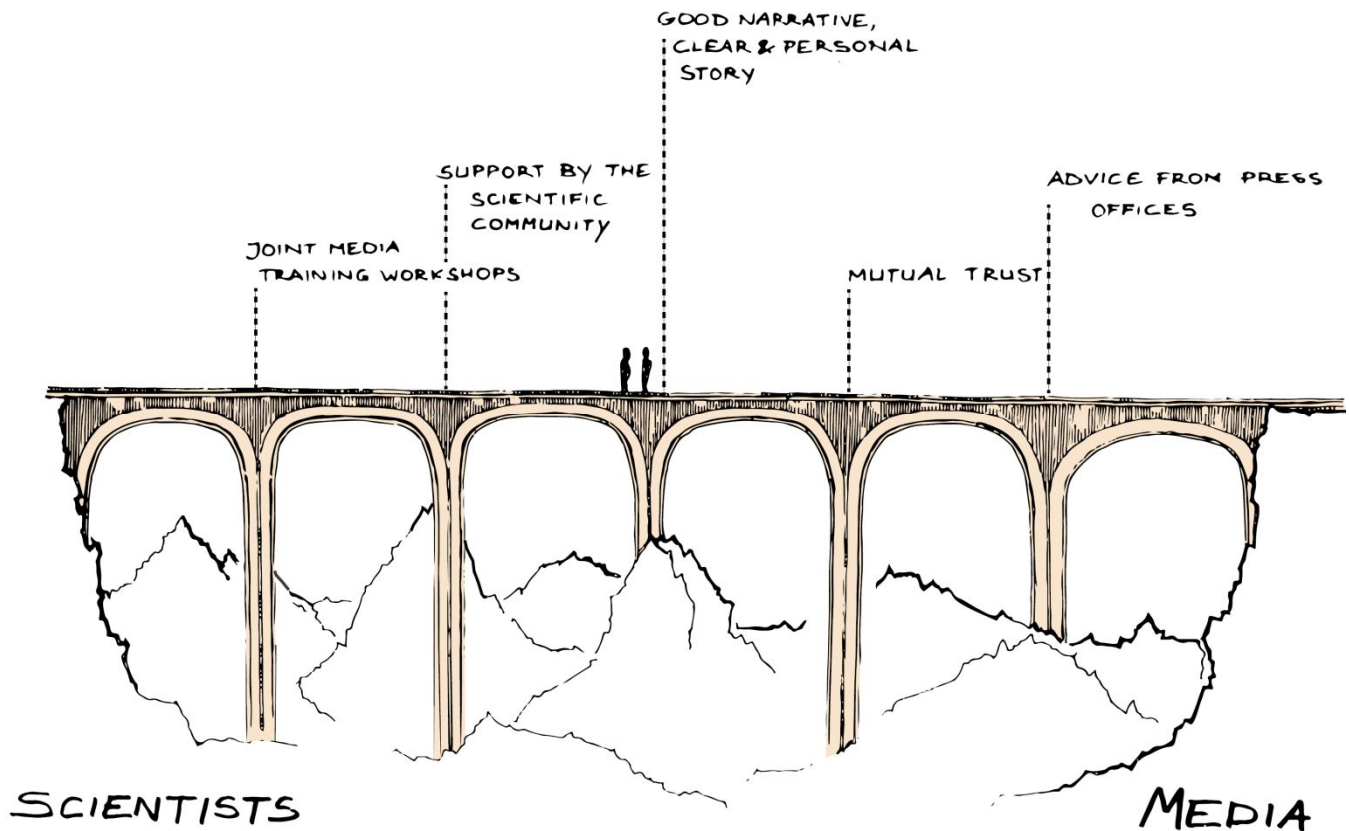 GOOD NARRATIVE,
CLEAR & PERSONAL
STORY
SUPPORT BY THE
SCIENTIFIC
COMMUNITY
ADVICE FROM PRESS
OFFICES
JOINT MEDIA
TRAINING WORKSHOPS
MUTUAL TRUST
SCIENTISTS
MEDIA